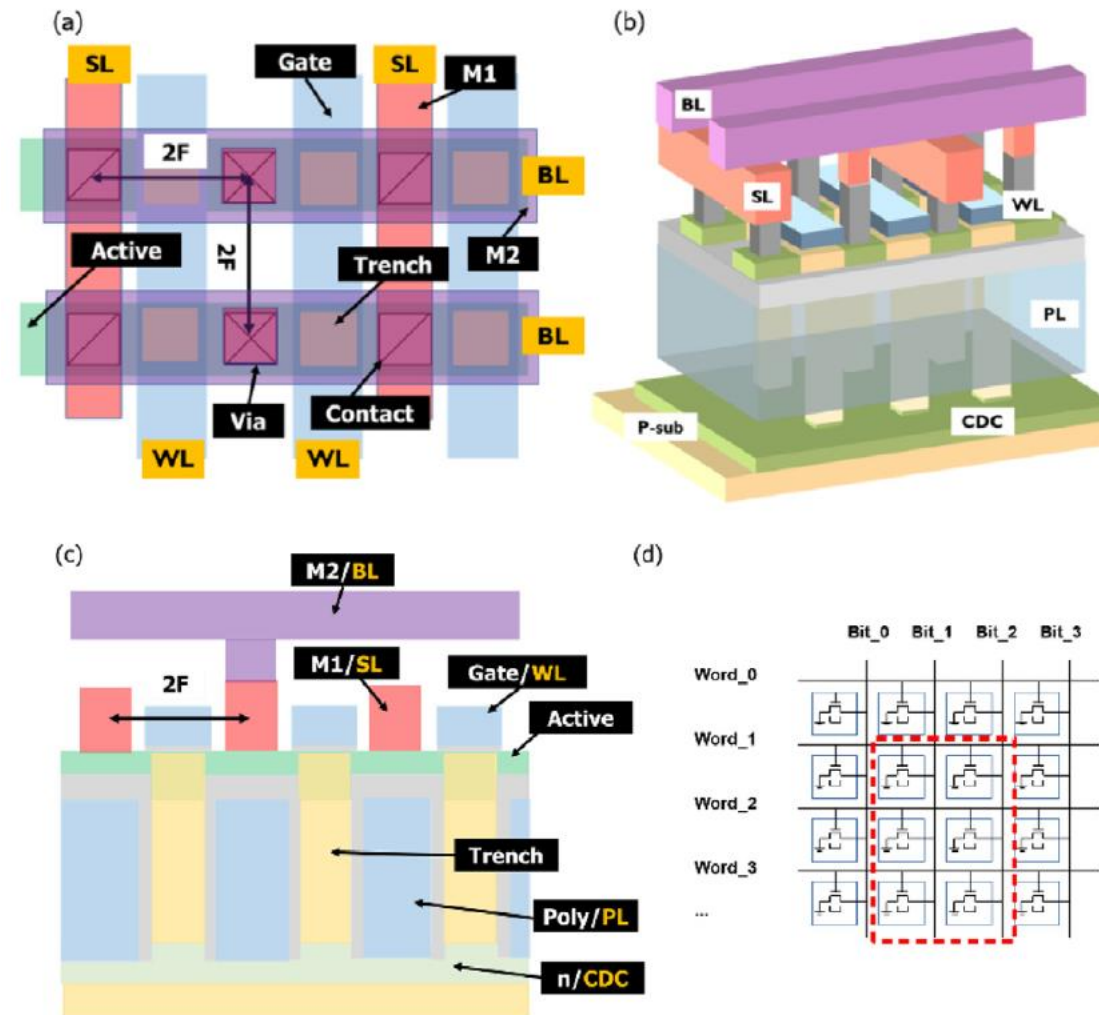 (a)
SL
Gate
SL
M1
2F
BL
Active
2F
Trench
M2
BL
Via
Contact
WL
WL
(b)
BL
SL
WL
PL
P-sub
CDC
(c)
M2/BL
2F
M1/SL
Gate/WL
Active
Trench
Poly/PL
n/CDC
(d)
Bit_0 Bit_1 Bit_2 Bit_3
Word_0
Word_1
Word_2
Word_3
...